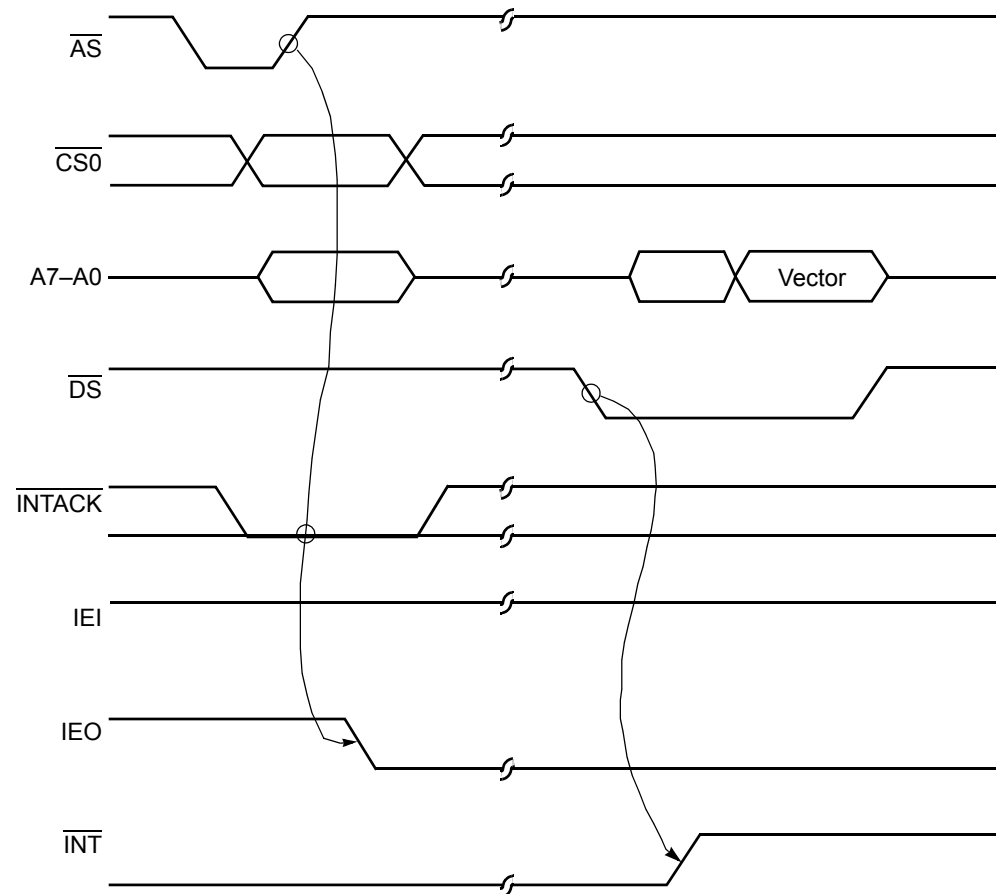 AS
CS0
A7–A0
Vector
DS
INTACK
IEI
IEO
INT